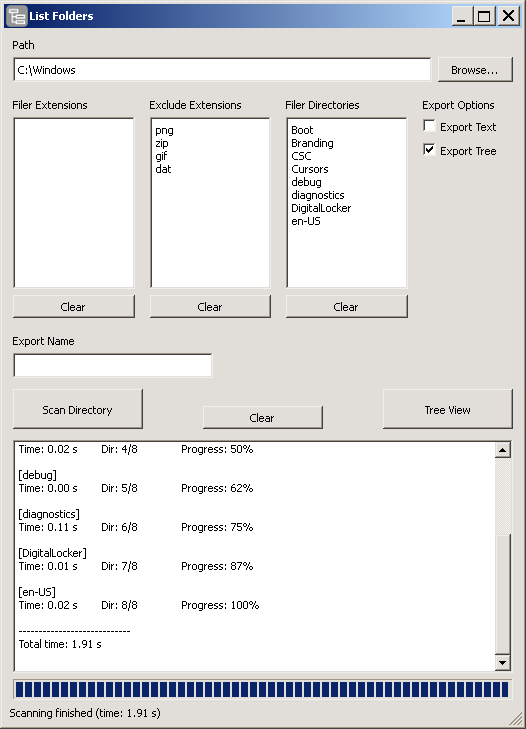 List Folders
Path
C:\Windows
Browse...
Filer Extensions
Exclude Extensions
Filer Directories
Export Options
png
zip
gif
dat
Boot
Branding
CSC
Cursors
debug
diagnostics
DigitalLocker
en-US
Export Text
Export Tree
Clear
Clear
Clear
Export Name
Scan Directory
Clear
Tree View
Time: 0.02 s Dir: 4/8 Progress: 50%
[debug]
Time: 0.00 s Dir: 5/8 Progress: 62%
[diagnostics]
Time: 0.11 s Dir: 6/8 Progress: 75%
[DigitalLocker]
Time: 0.01 s Dir: 7/8 Progress: 87%
[en-US]
Time: 0.02 s Dir: 8/8 Progress: 100%
----------------------------
Total time: 1.91 s
Scanning finished (time: 1.91 s)